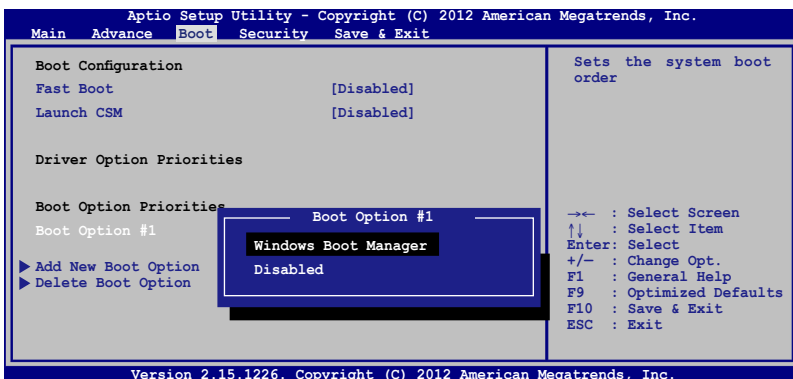 Aptio Setup Utility - Copyright (C) 2012 American Megatrends, Inc.
Main Advance Boot Security Save & Exit
Boot Configuration
Fast Boot [Disabled]
Launch CSM [Disabled]
Driver Option Priorities
Boot Option Priorities
Boot Option #1
Add New Boot Option
Delete Boot Option
Boot Option #1
Windows Boot Manager
Disabled
Sets the system boot
order
→← : Select Screen
↑↓ : Select Item
Enter: Select
+/— : Change Opt.
F1 : General Help
F9 : Optimized Defaults
F10 : Save & Exit
ESC : Exit
Version 2.15.1226. Copyright (C) 2012 American Megatrends, Inc.